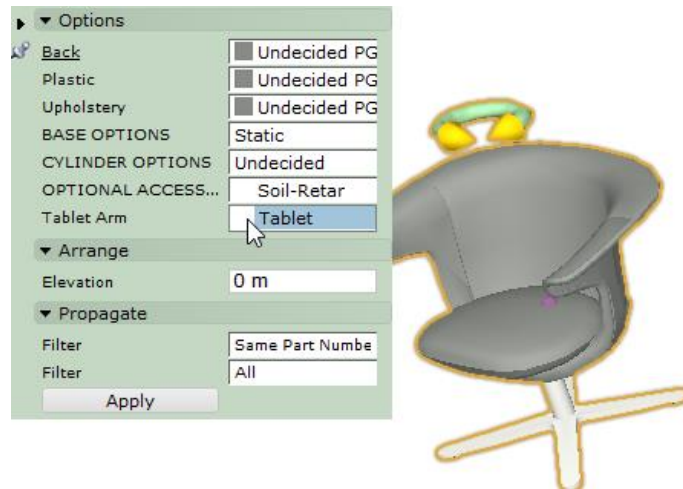 Options
Back Undecided PG
Plastic Undecided PG
Upholstery Undecided PG
BASE OPTIONS Static
CYLINDER OPTIONS Undecided
OPTIONAL ACCESS... Soil-Retar
Tablet Arm Tablet
Arrange
Elevation 0 m
Propagate
Filter Same Part Numbe
Filter All
Apply